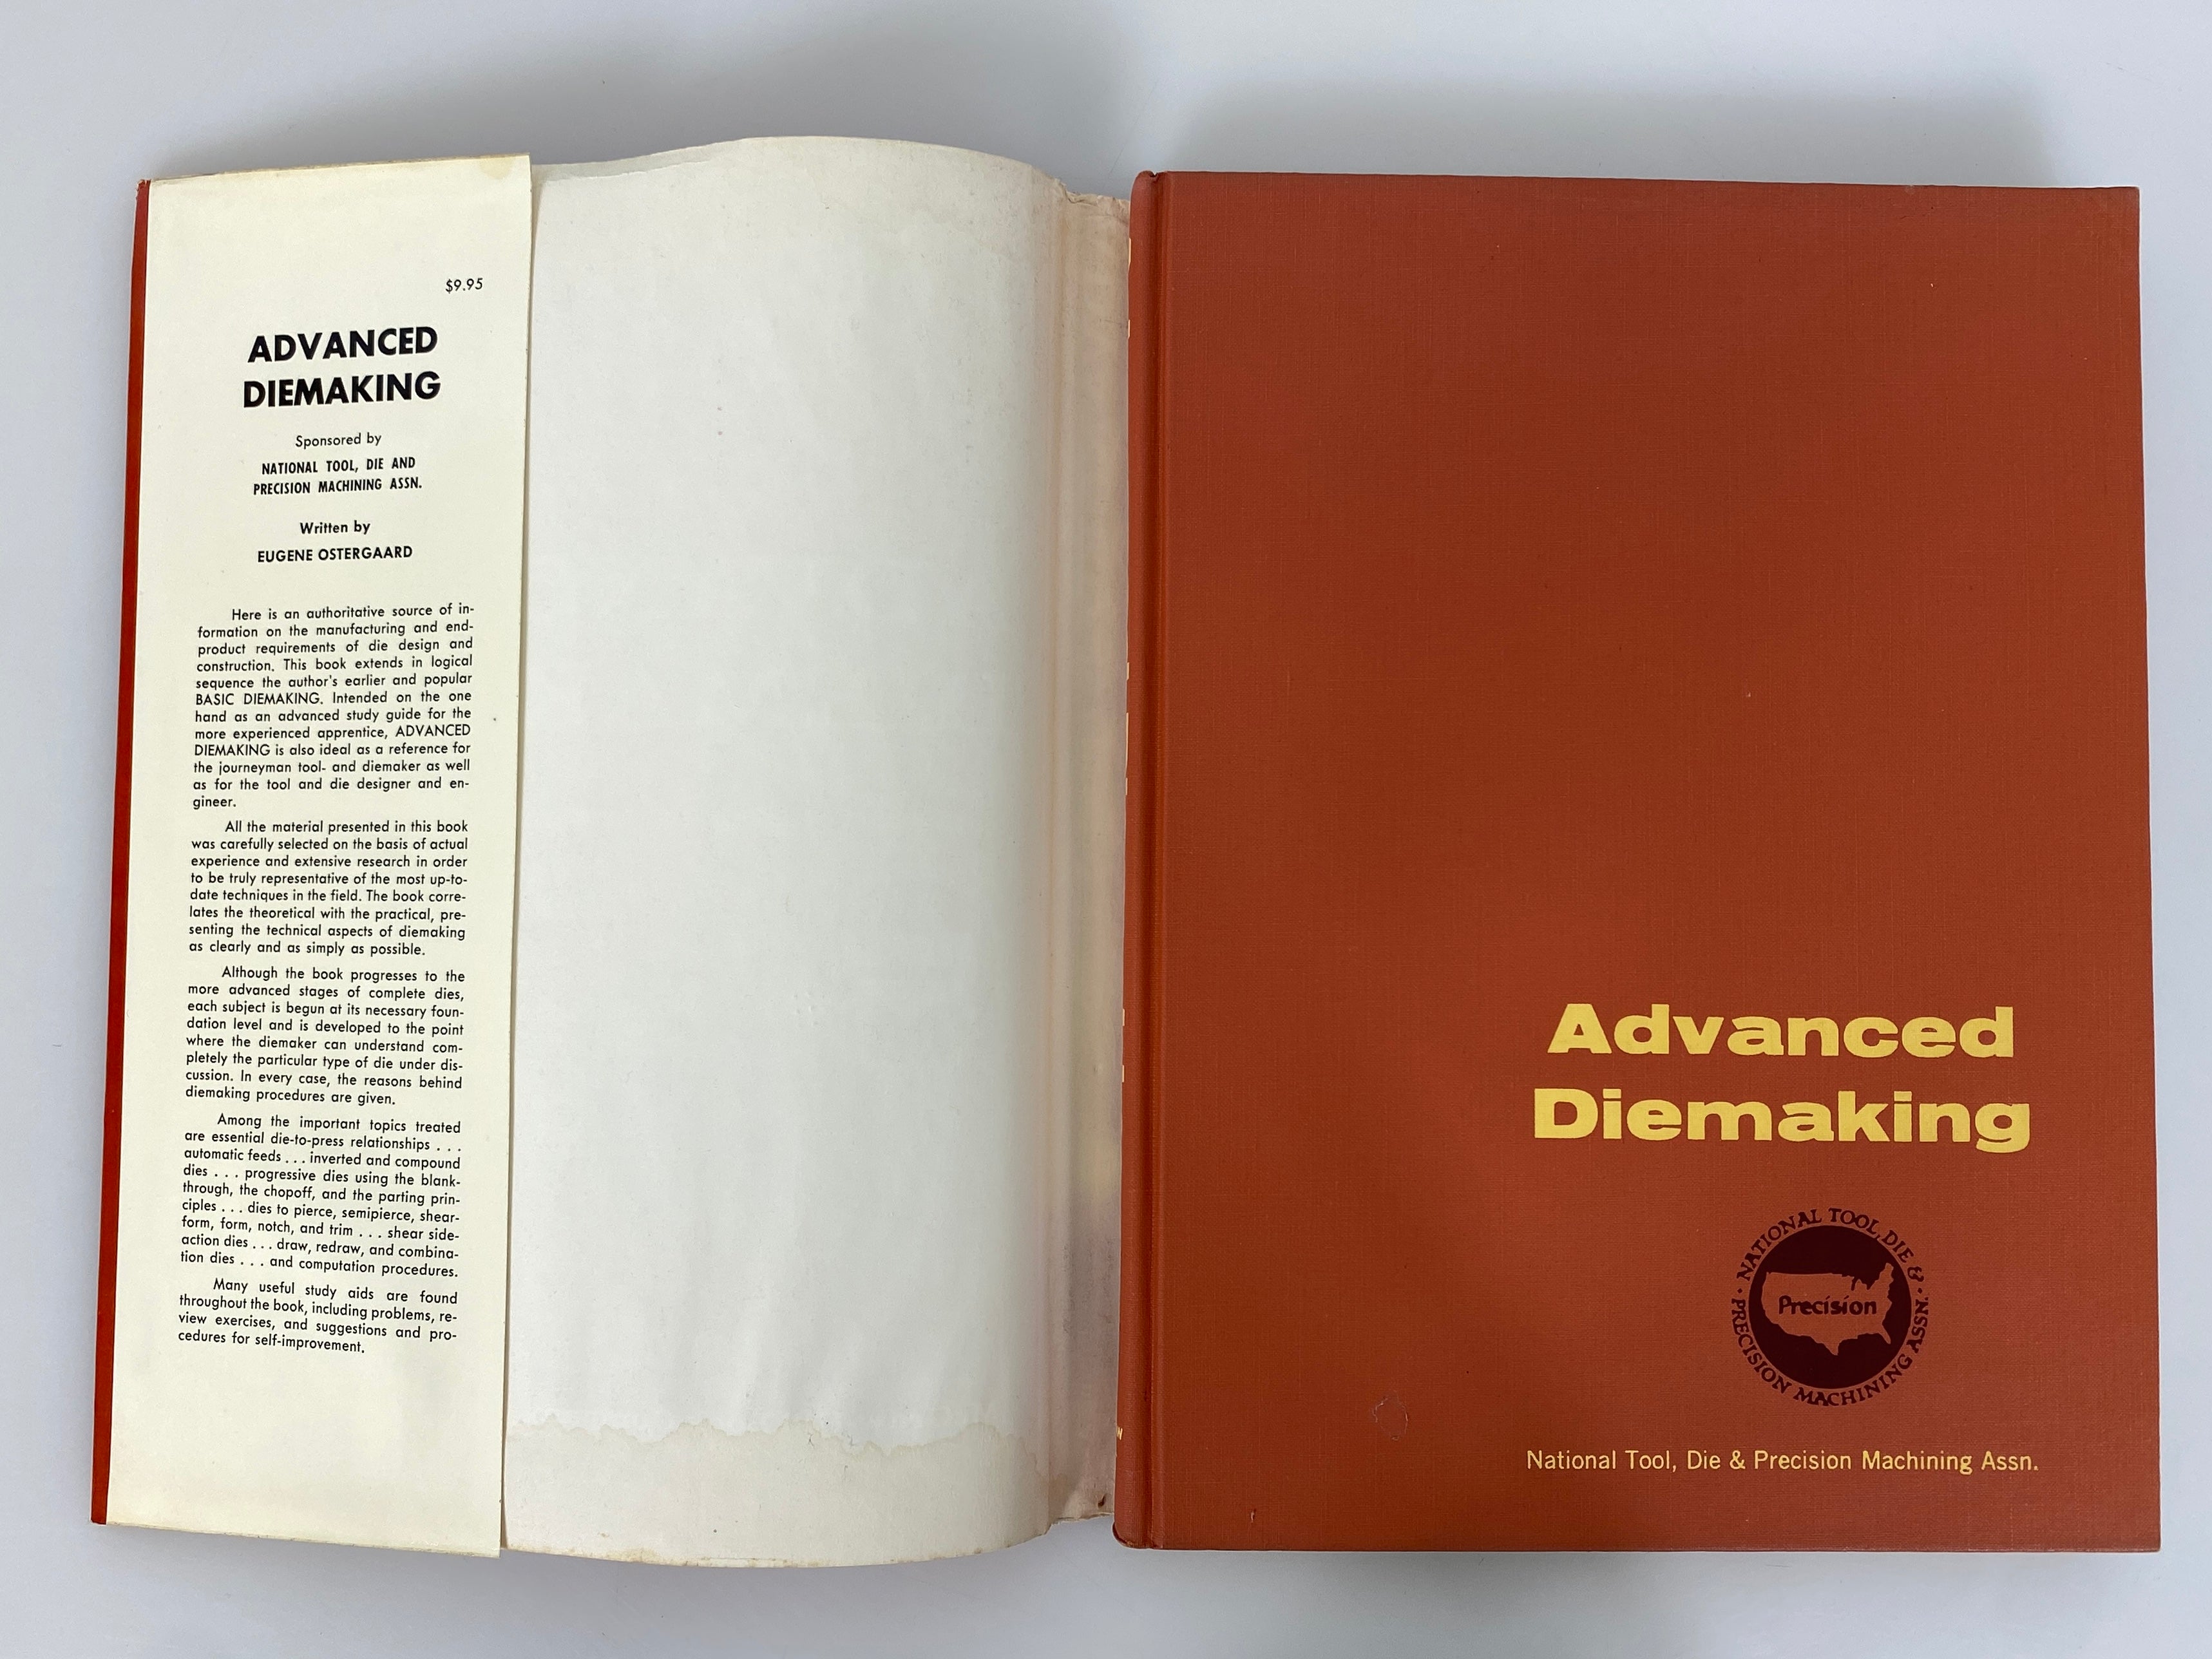 $9.95
ADVANCED
DIEMAKING
Sponsored by
NATIONAL TOOL, DIE AND
PRECISION MACHINING ASSN.
Written by
EUGENE OSTERGAARD
Here is an authoritative source of in-
formation on the manufacturing and end-
product requirements of die design and
construction. This book extends in logical
sequence the author's earlier and popular
BASIC DIEMAKING. Intended on the one
hand as an advanced study guide for the
more experienced apprentice, ADVANCED
DIEMAKING is also ideal as a reference for
the journeyman tool- and diemaker as well
as for the tool and die designer and en-
gineer.
All the material presented in this book
was carefully selected on the basis of actual
experience and extensive research in order
to be truly representative of the most up-to-
date techniques in the field. The book corre-
lates the theoretical with the practical, pre-
senting the technical aspects of diemaking
as clearly and as simply as possible.
Although the book progresses to the
more advanced stages of complete dies,
each subject is begun at its necessary foun-
dation level and is developed to the point
where the diemaker can understand com-
pletely the particular type of die under dis-
cussion. In every case, the reasons behind
diemaking procedures are given.
Among the important topics treated
are essential die-to-press relationships . . .
automatic feeds . . . inverted and compound
dies . . . progressive dies using the blank-
through, the chopoff, and the parting prin-
ciples . . . dies to pierce, semipierce, shear-
form, form, notch, and trim . . . shear side-
action dies . . . draw, redraw, and combina-
tion dies . . . and computation procedures.
Many useful study aids are found
throughout the book, including problems, re-
view exercises, and suggestions and pro-
cedures for self-improvement.
Advanced
Diemaking
NATIONAL TOOL, DIE &
Precision
PRECISION MACHINING ASSN.
National Tool, Die & Precision Machining Assn.